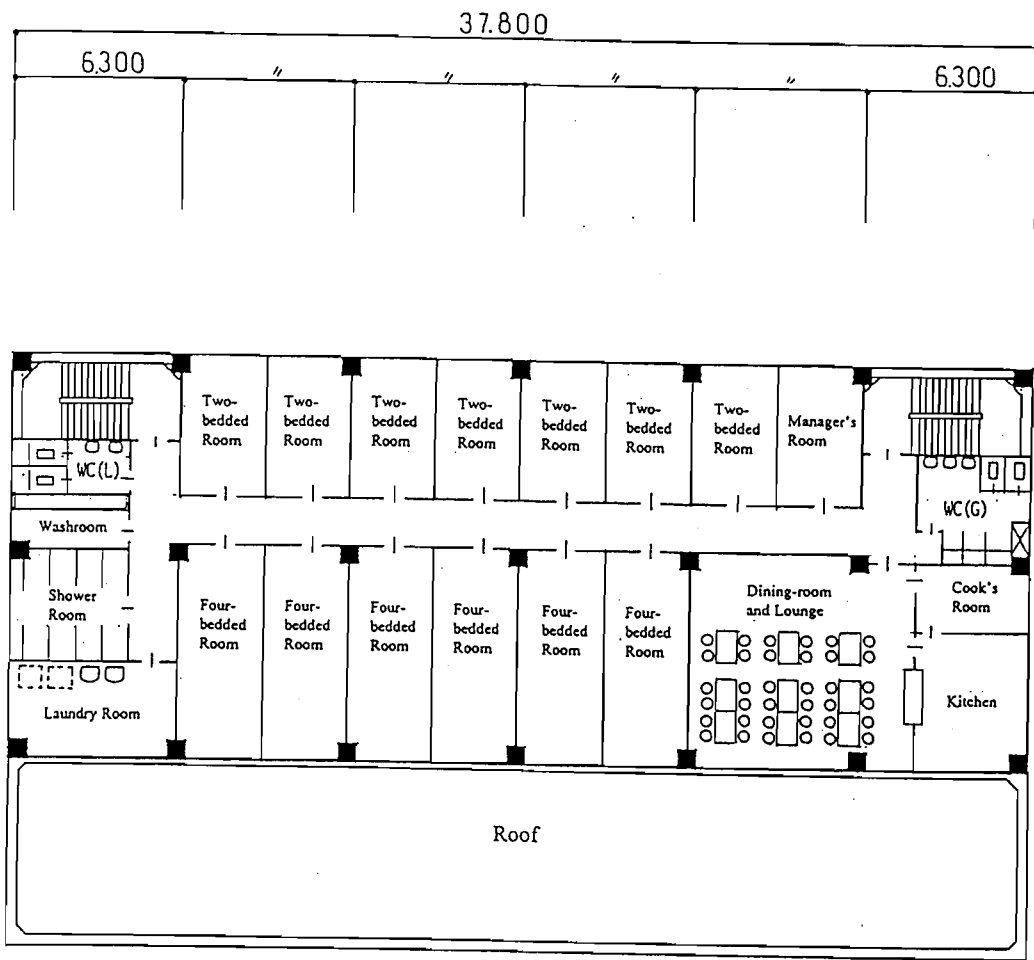 37.800
6,300 〃 〃 〃 〃 6,300
Two-
bedded
Room
Two-
bedded
Room
Two-
bedded
Room
Two-
bedded
Room
Two-
bedded
Room
Two-
bedded
Room
Two-
bedded
Room
Manager's
Room
WC(L)
WC(G)
Washroom
Shower
Room
Four-
bedded
Room
Four-
bedded
Room
Four-
bedded
Room
Four-
bedded
Room
Four-
bedded
Room
Four-
bedded
Room
Dining-room
and Lounge
Cook's
Room
Laundry Room
Kitchen
Roof